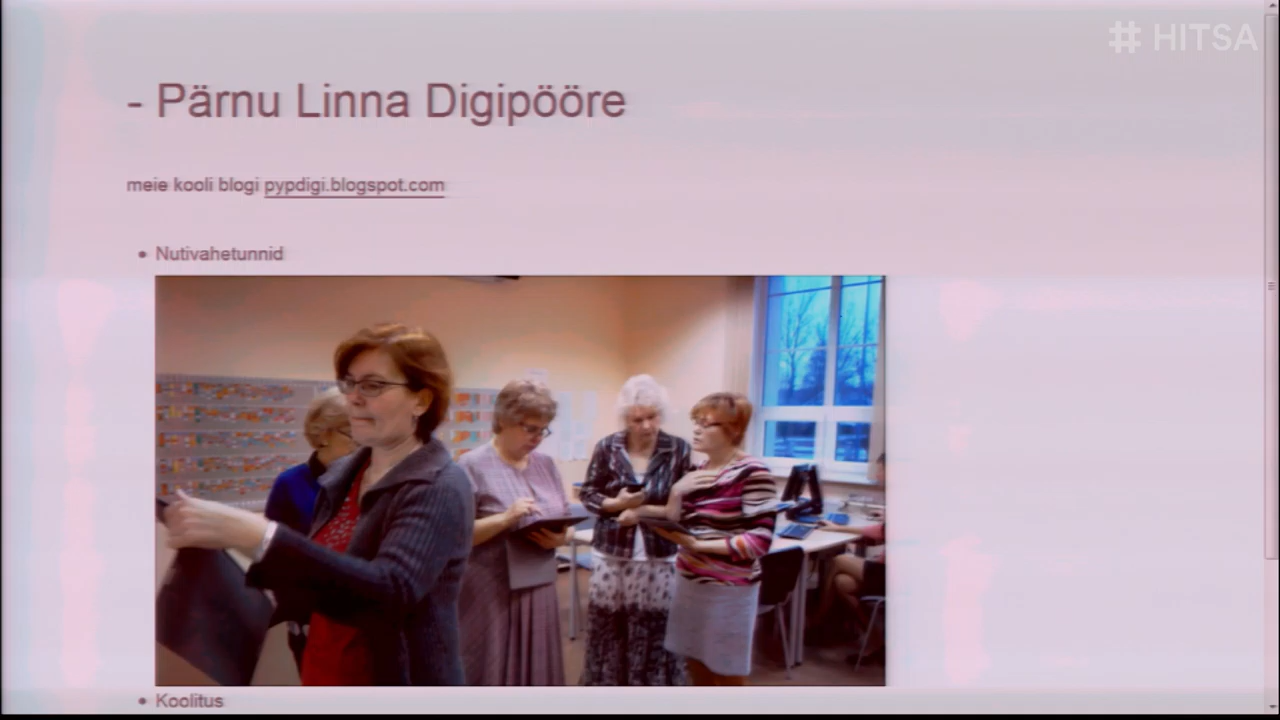 # HITSA
- Pärnu Linna Digipööre
meie kooli blogi pypdigi.blogspot.com
• Nutivahetunnid
• Koolitus